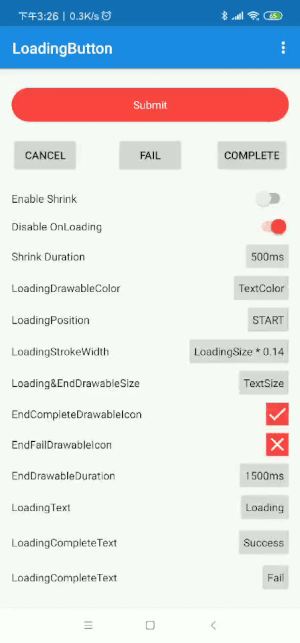 下午3:26 | 0.3K/s
LoadingButton
Submit
CANCEL FAIL COMPLETE
Enable Shrink
Disable OnLoading
Shrink Duration 500ms
LoadingDrawableColor TextColor
LoadingPosition START
LoadingStrokeWidth LoadingSize * 0.14
Loading&EndDrawableSize TextSize
EndCompleteDrawableIcon
EndFailDrawableIcon
EndDrawableDuration 1500ms
LoadingText Loading
LoadingCompleteText Success
LoadingCompleteText Fail